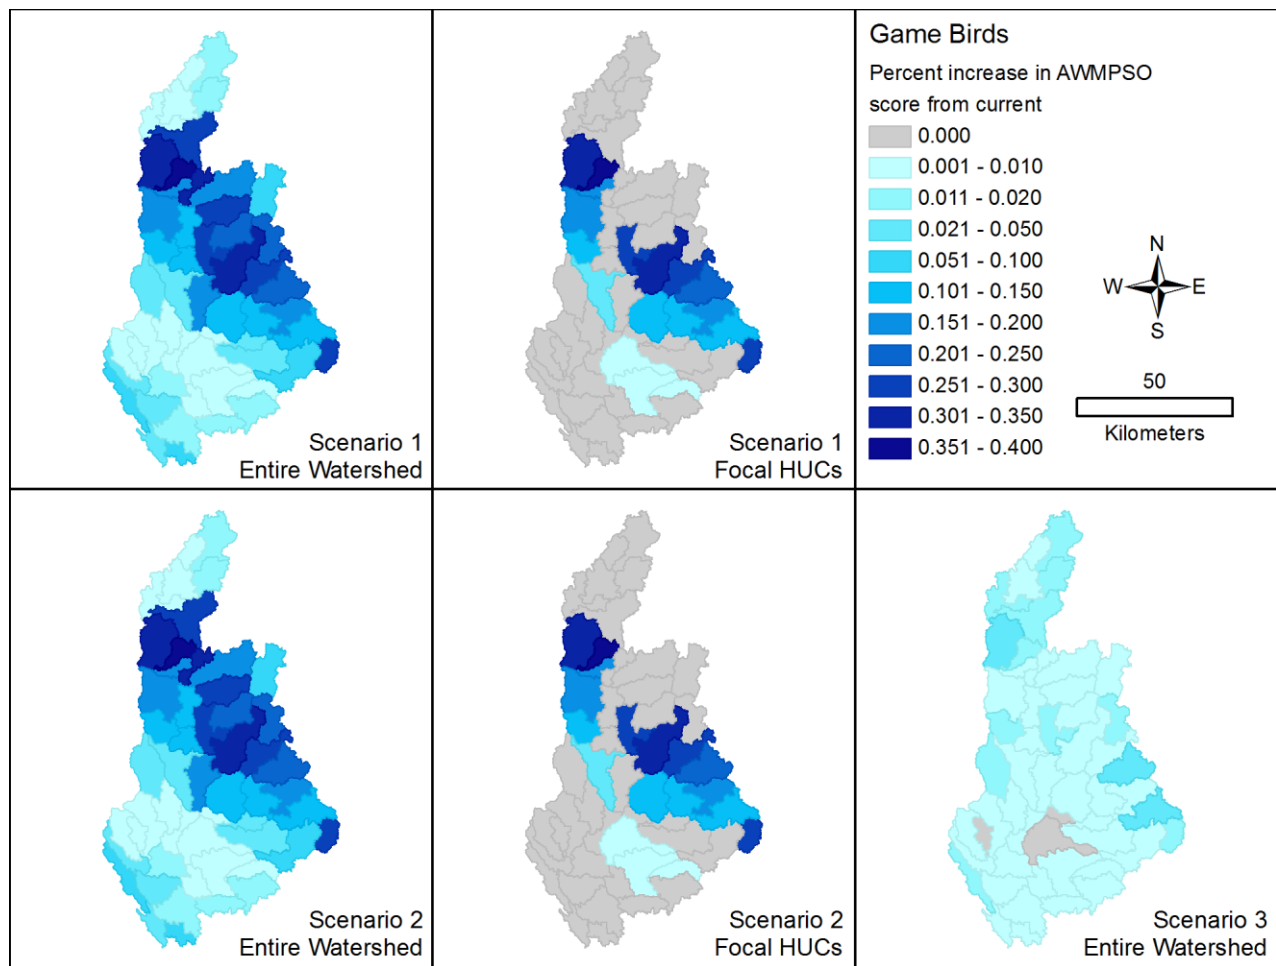 Game Birds
Percent increase in AWMPSO
score from current
0.000
0.001 - 0.010
0.011 - 0.020
0.021 - 0.050
0.051 - 0.100
0.101 - 0.150
0.151 - 0.200
0.201 - 0.250
0.251 - 0.300
0.301 - 0.350
0.351 - 0.400
N
W E
S
50
Kilometers
Scenario 1
Entire Watershed
Scenario 1
Focal HUCs
Scenario 2
Entire Watershed
Scenario 2
Focal HUCs
Scenario 3
Entire Watershed